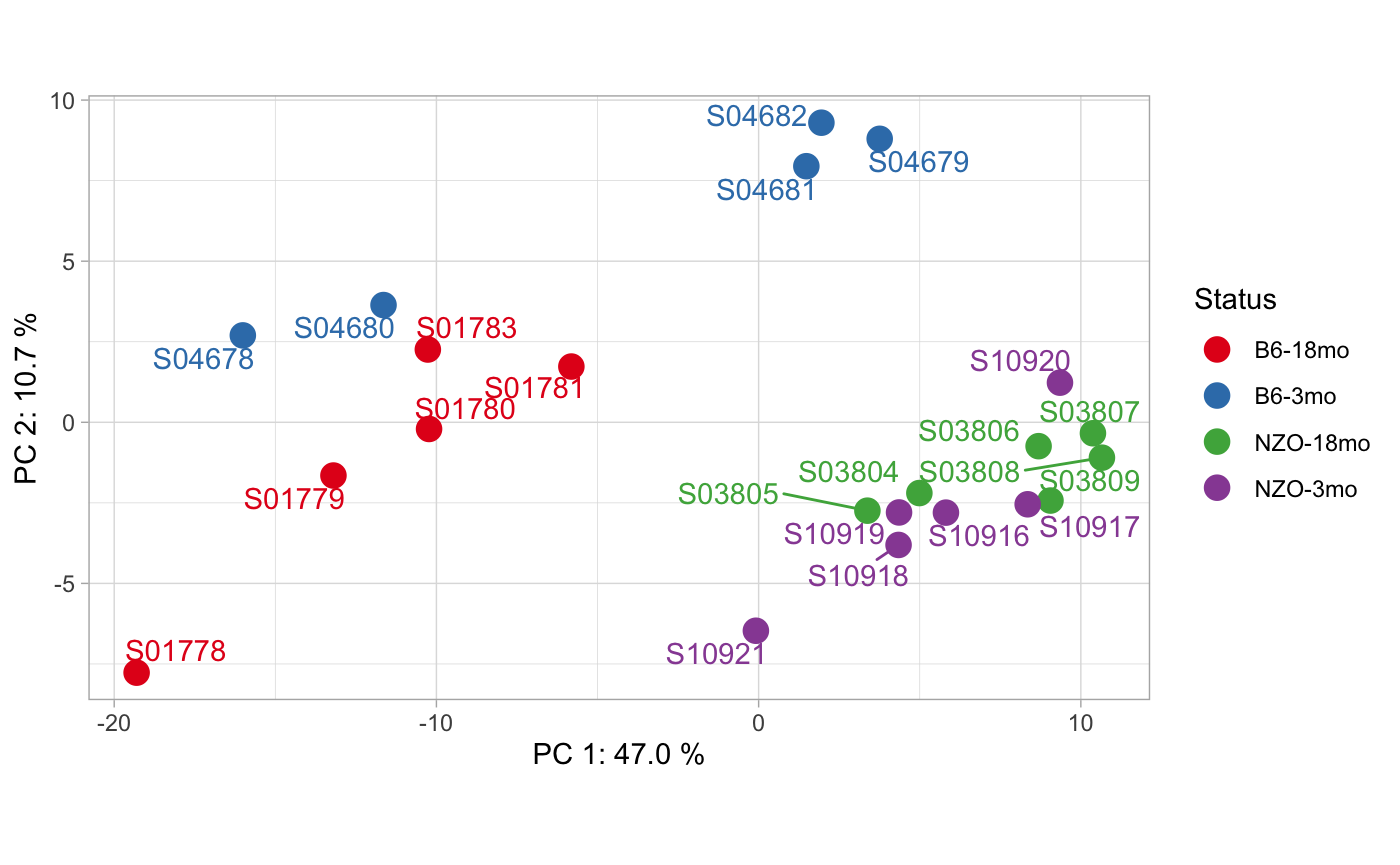 10
5
0
-5
-20
-10
0
10
PC 2: 10.7 %
PC 1: 47.0 %
S04682
S04679
S04681
S04680
S04678
S01783
S01781
S01780
S01779
S01778
S10920
S03807
S03806
S03804
S03808
S03809
S03805
S10919
S10916
S10917
S10918
S10921
Status
B6-18mo
B6-3mo
NZO-18mo
NZO-3mo